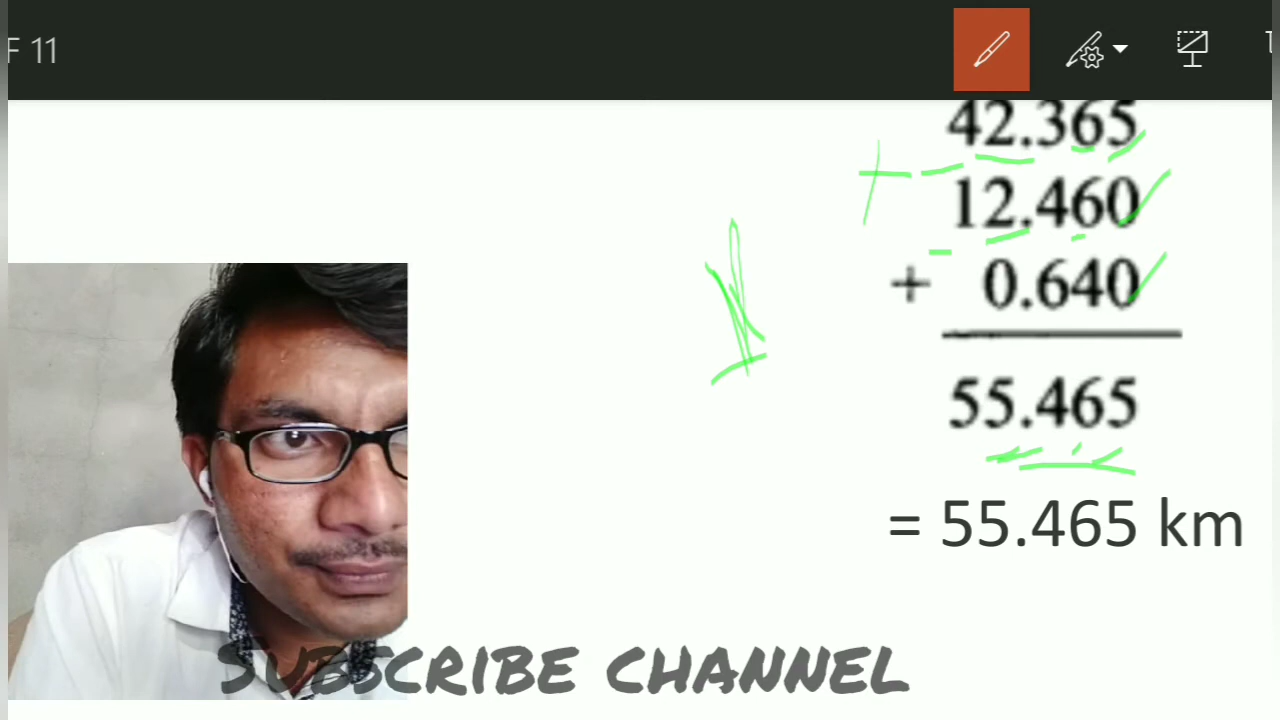 F 11
42.365
12.460
+ 0.640
55.465
= 55.465 km
SUBSCRIBE CHANNEL